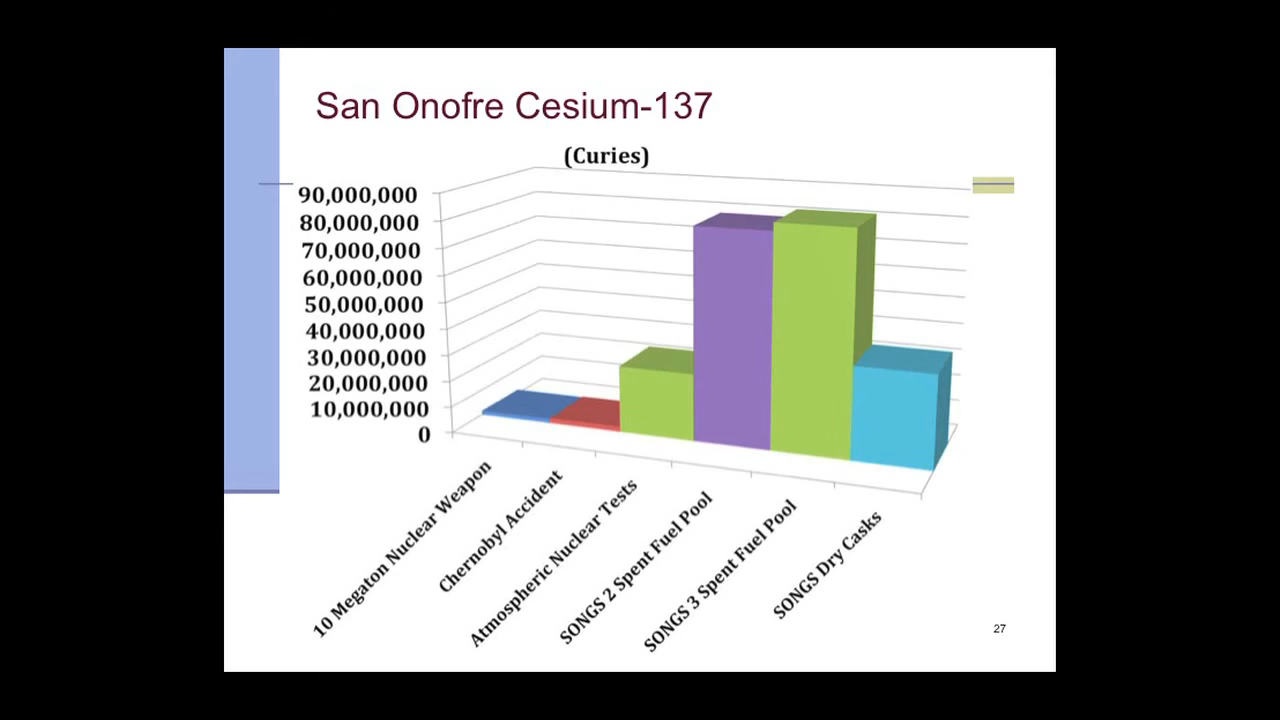 San Onofre Cesium-137
(Curies)
90,000,000
80,000,000
70,000,000
60,000,000
50,000,000
40,000,000
30,000,000
20,000,000
10,000,000
0
10 Megaton Nuclear Weapon
Chernobyl Accident
Atmospheric Nuclear Tests
SONGS 2 Spent Fuel Pool
SONGS 3 Spent Fuel Pool
SONGS Dry Casks
27